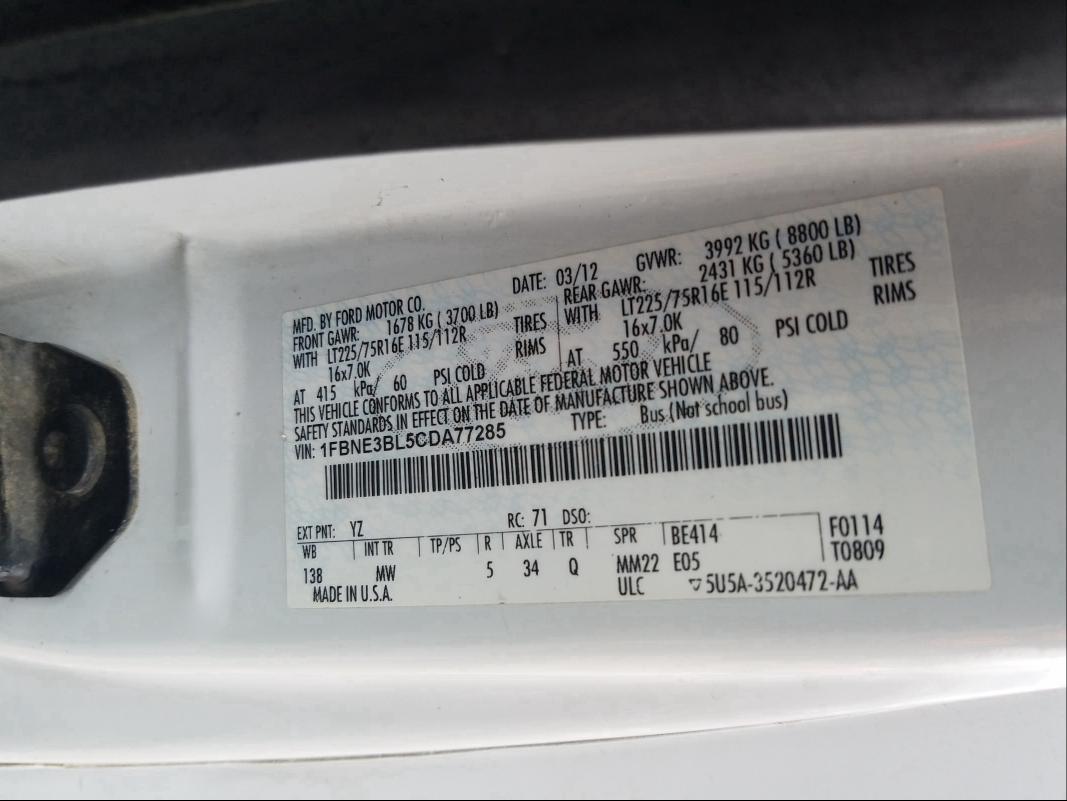 MFD. BY FORD MOTOR CO. DATE: 03/12 GVWR: 3992 KG ( 8800 LB)
FRONT GAWR: 1678 KG ( 3700 LB) REAR GAWR: 2431 KG ( 5360 LB)
WITH LT225/75R16E 115/112R TIRES WITH LT225/75R16E 115/112R TIRES
16x7.0K RIMS 16x7.0K RIMS
AT 415 kPa/ 60 PSI COLD AT 550 kPa/ 80 PSI COLD
THIS VEHICLE CONFORMS TO ALL APPLICABLE FEDERAL MOTOR VEHICLE
SAFETY STANDARDS IN EFFECT ON THE DATE OF MANUFACTURE SHOWN ABOVE.
VIN: 1FBNE3BL5CDA77285 TYPE: Bus (Not school bus)
EXT PNT: YZ RC: 71 DSO:
WB INT TR TP/PS R AXLE TR SPR BE414 F0114
138 MW 5 34 Q MM22 E05 T0809
MADE IN U.S.A. ULC ▽5U5A-3520472-AA